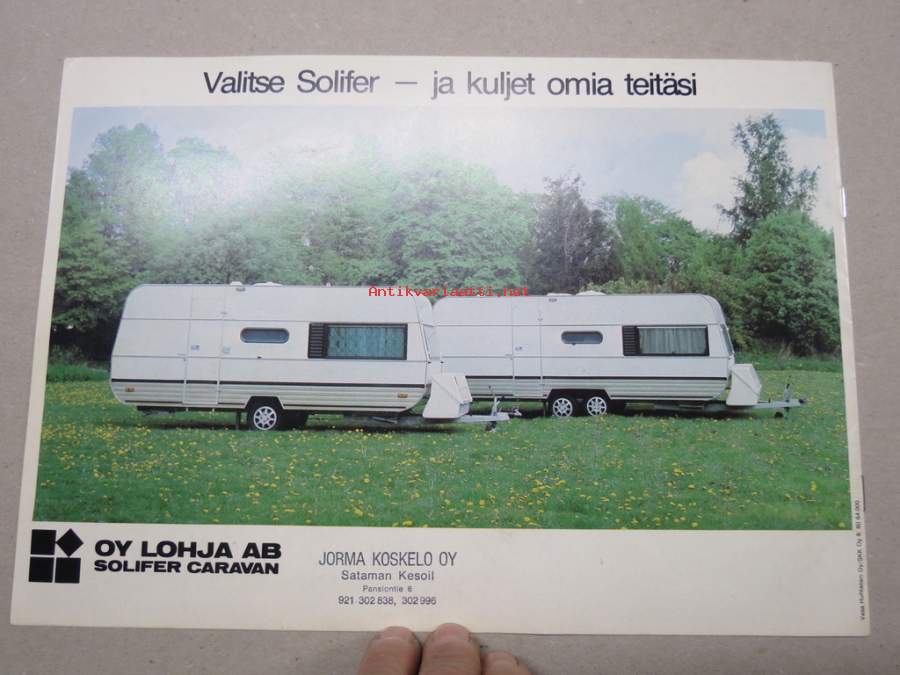 Valitse Solifer – ja kuljet omia teitäsi
Antikvariaatti.net
OY LOHJA AB
SOLIFER CARAVAN
JORMA KOSKELO OY
Sataman Kesoil
Pansiontie 6
921-302 838, 302 996